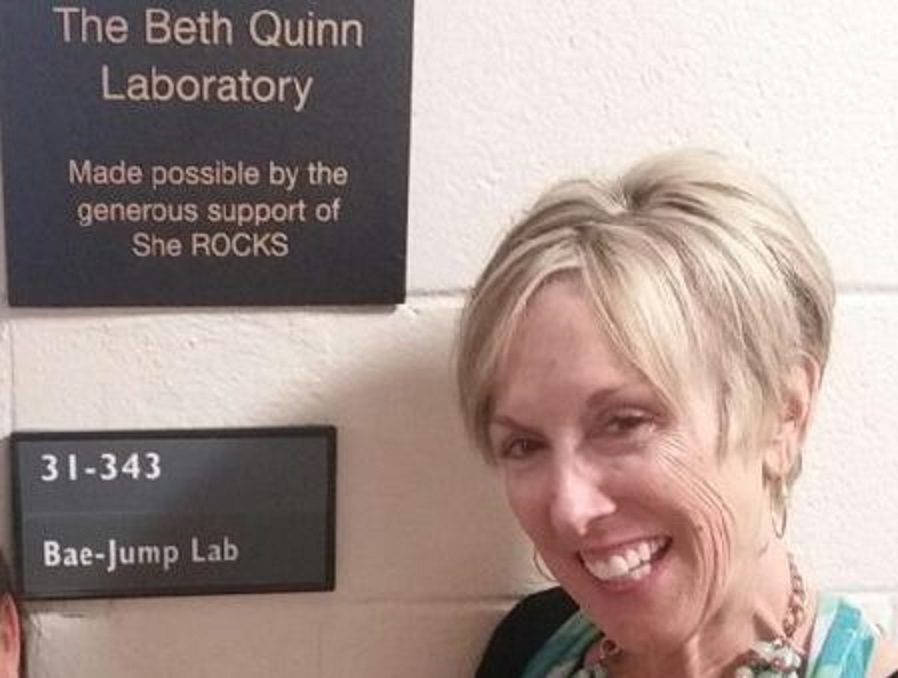 The Beth Quinn
Laboratory
Made possible by the
generous support of
She ROCKS
31-343
Bae-Jump Lab